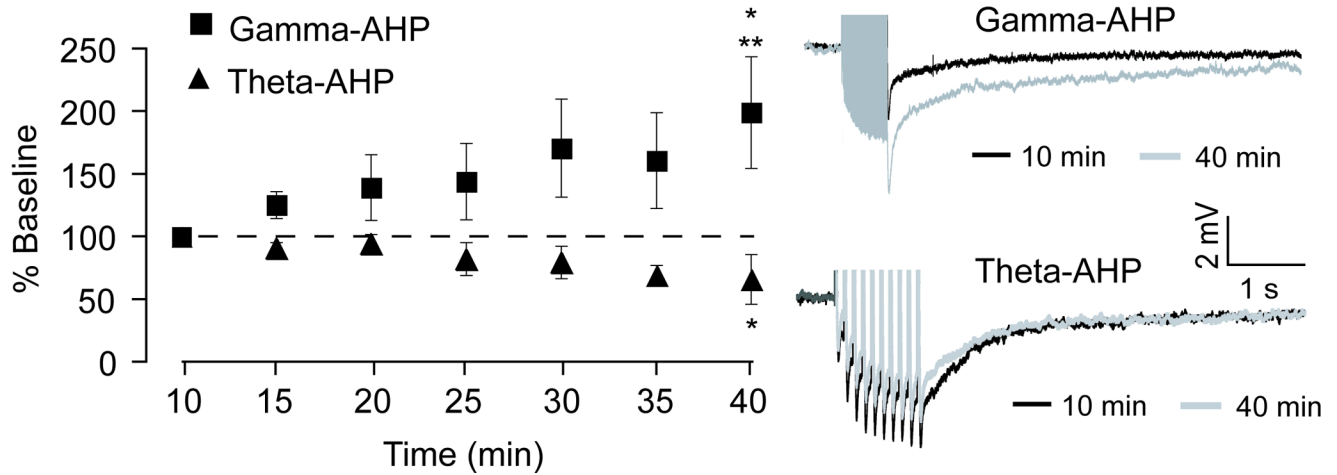 Gamma-AHP
Theta-AHP
% Baseline
250
200
150
100
50
0
*
**
*
10 15 20 25 30 35 40
Time (min)
Gamma-AHP
10 min 40 min
2 mV
1 s
Theta-AHP
10 min 40 min